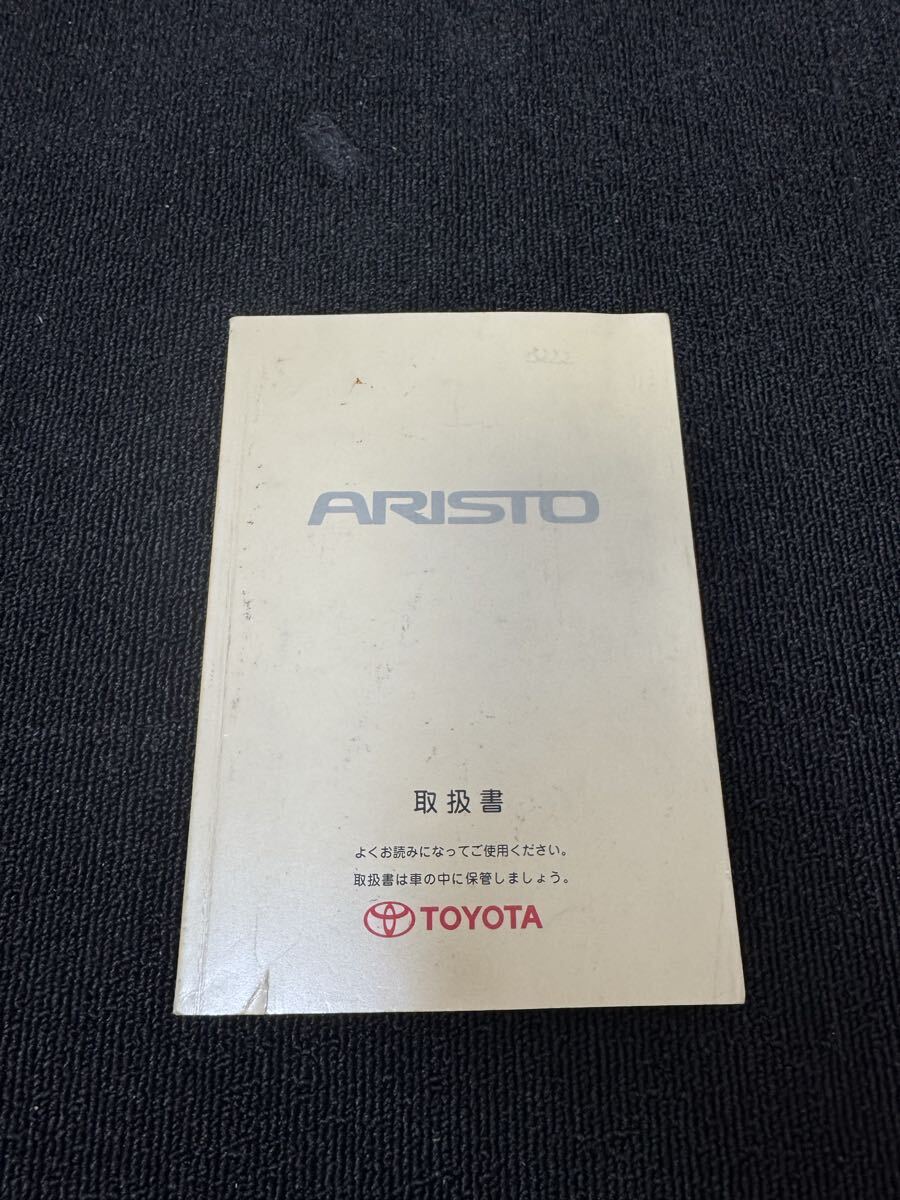 ARISTO
取扱書
よくお読みになってご使用ください。
取扱書は車の中に保管しましょう。
TOYOTA